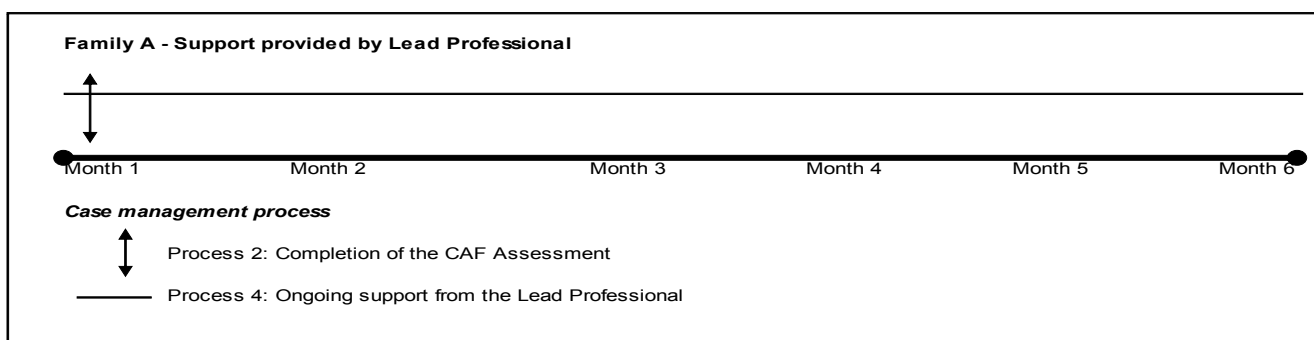 Family A - Support provided by Lead Professional
Month 1 Month 2 Month 3 Month 4 Month 5 Month 6
Case management process
Process 2: Completion of the CAF Assessment
Process 4: Ongoing support from the Lead Professional